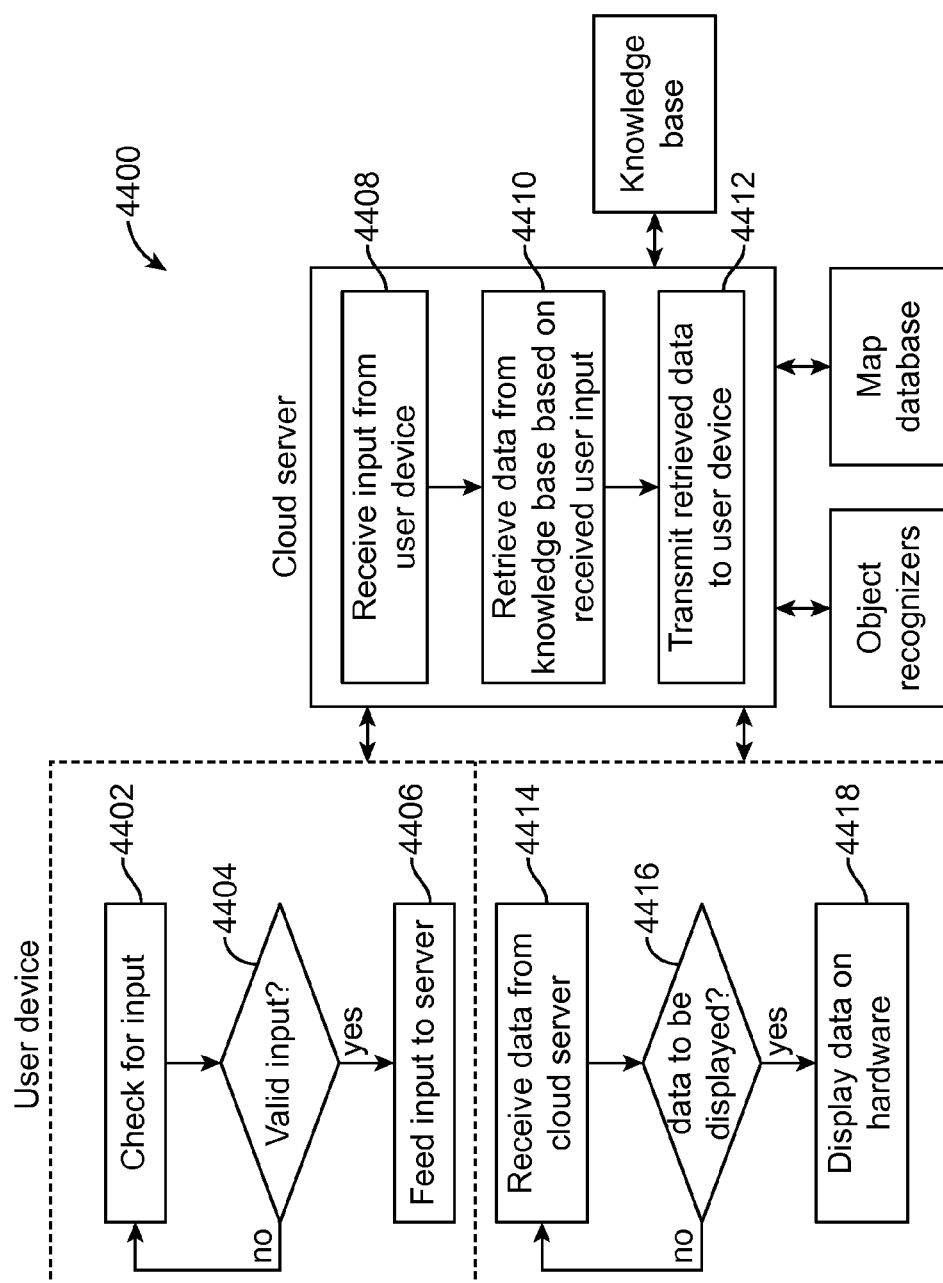 4400
User device
Check for input
4402
4404
Valid input?
no
yes
Feed input to server
4406
Receive data from
cloud server
4414
4416
data to be
displayed?
no
yes
Display data on
hardware
4418
Cloud server
Receive input from
user device
4408
Retrieve data from
knowledge base based on
received user input
4410
Transmit retrieved data
to user device
4412
Knowledge
base
Object
recognizers
Map
database